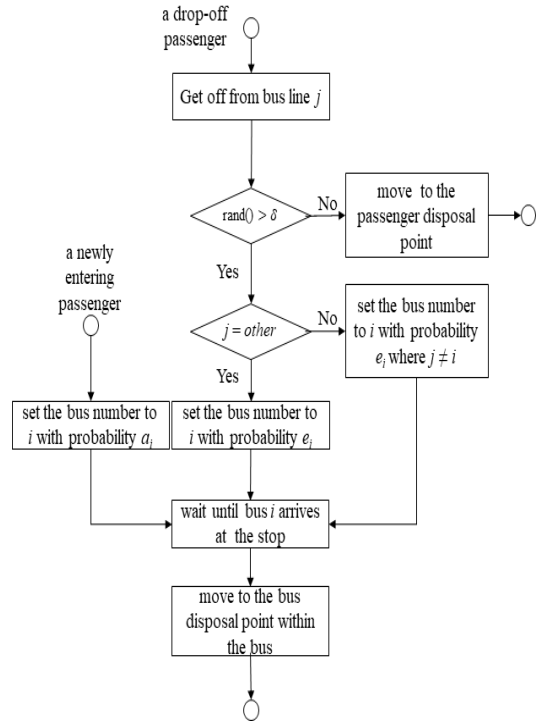 a drop-off
passenger
Get off from bus line j
rand() > δ
No
move to the
passenger disposal
point
Yes
a newly
entering
passenger
j = other
No
set the bus number
to i with probability
eᵢ where j ≠ i
Yes
set the bus number to
i with probability aᵢ
set the bus number to
i with probability eᵢ
wait until bus i arrives
at the stop
move to the bus
disposal point within
the bus